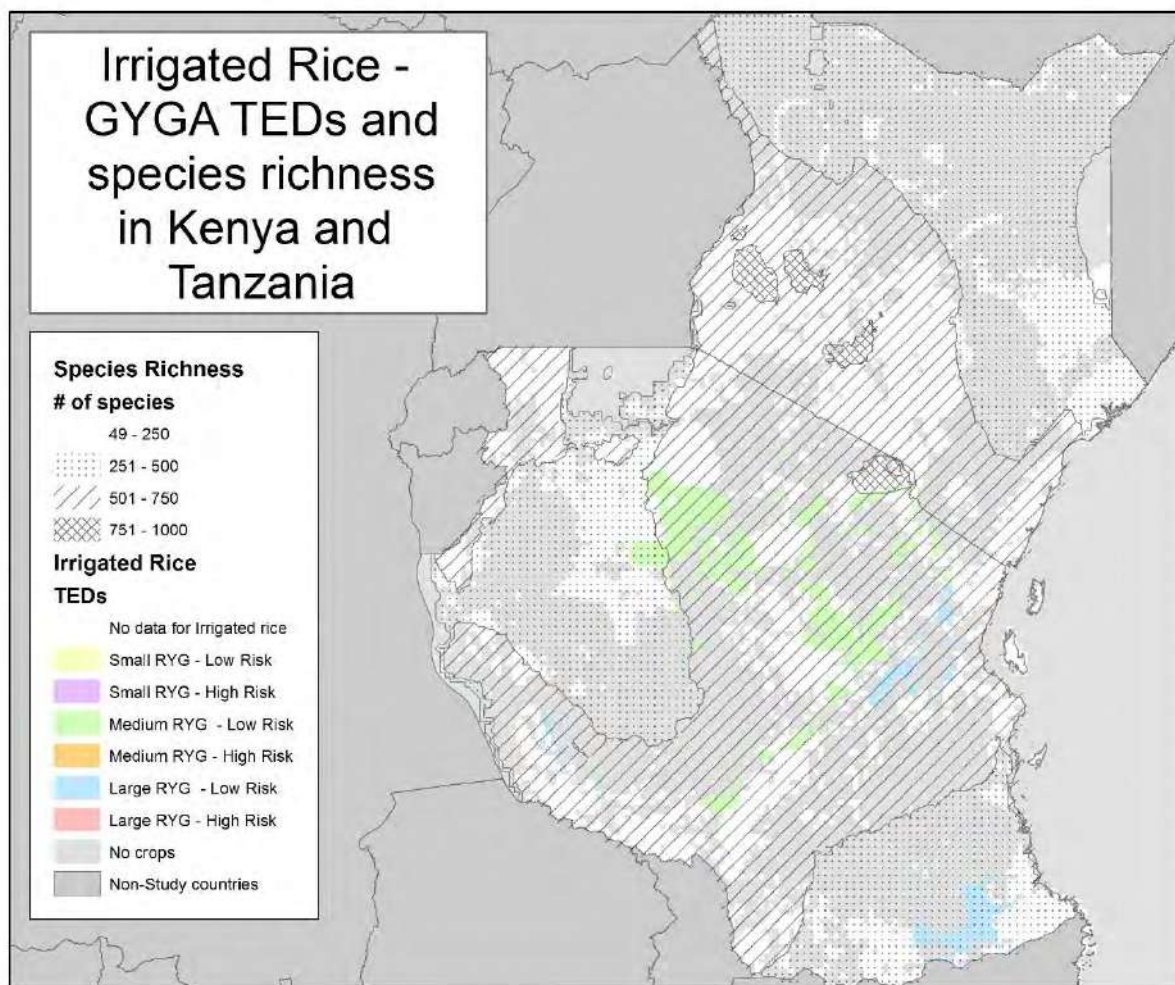 Irrigated Rice -
GYGA TEDs and
species richness
in Kenya and
Tanzania
Species Richness
# of species
49 - 250
251 - 500
501 - 750
751 - 1000
Irrigated Rice
TEDs
No data for Irrigated rice
Small RYG - Low Risk
Small RYG - High Risk
Medium RYG - Low Risk
Medium RYG - High Risk
Large RYG - Low Risk
Large RYG - High Risk
No crops
Non-Study countries